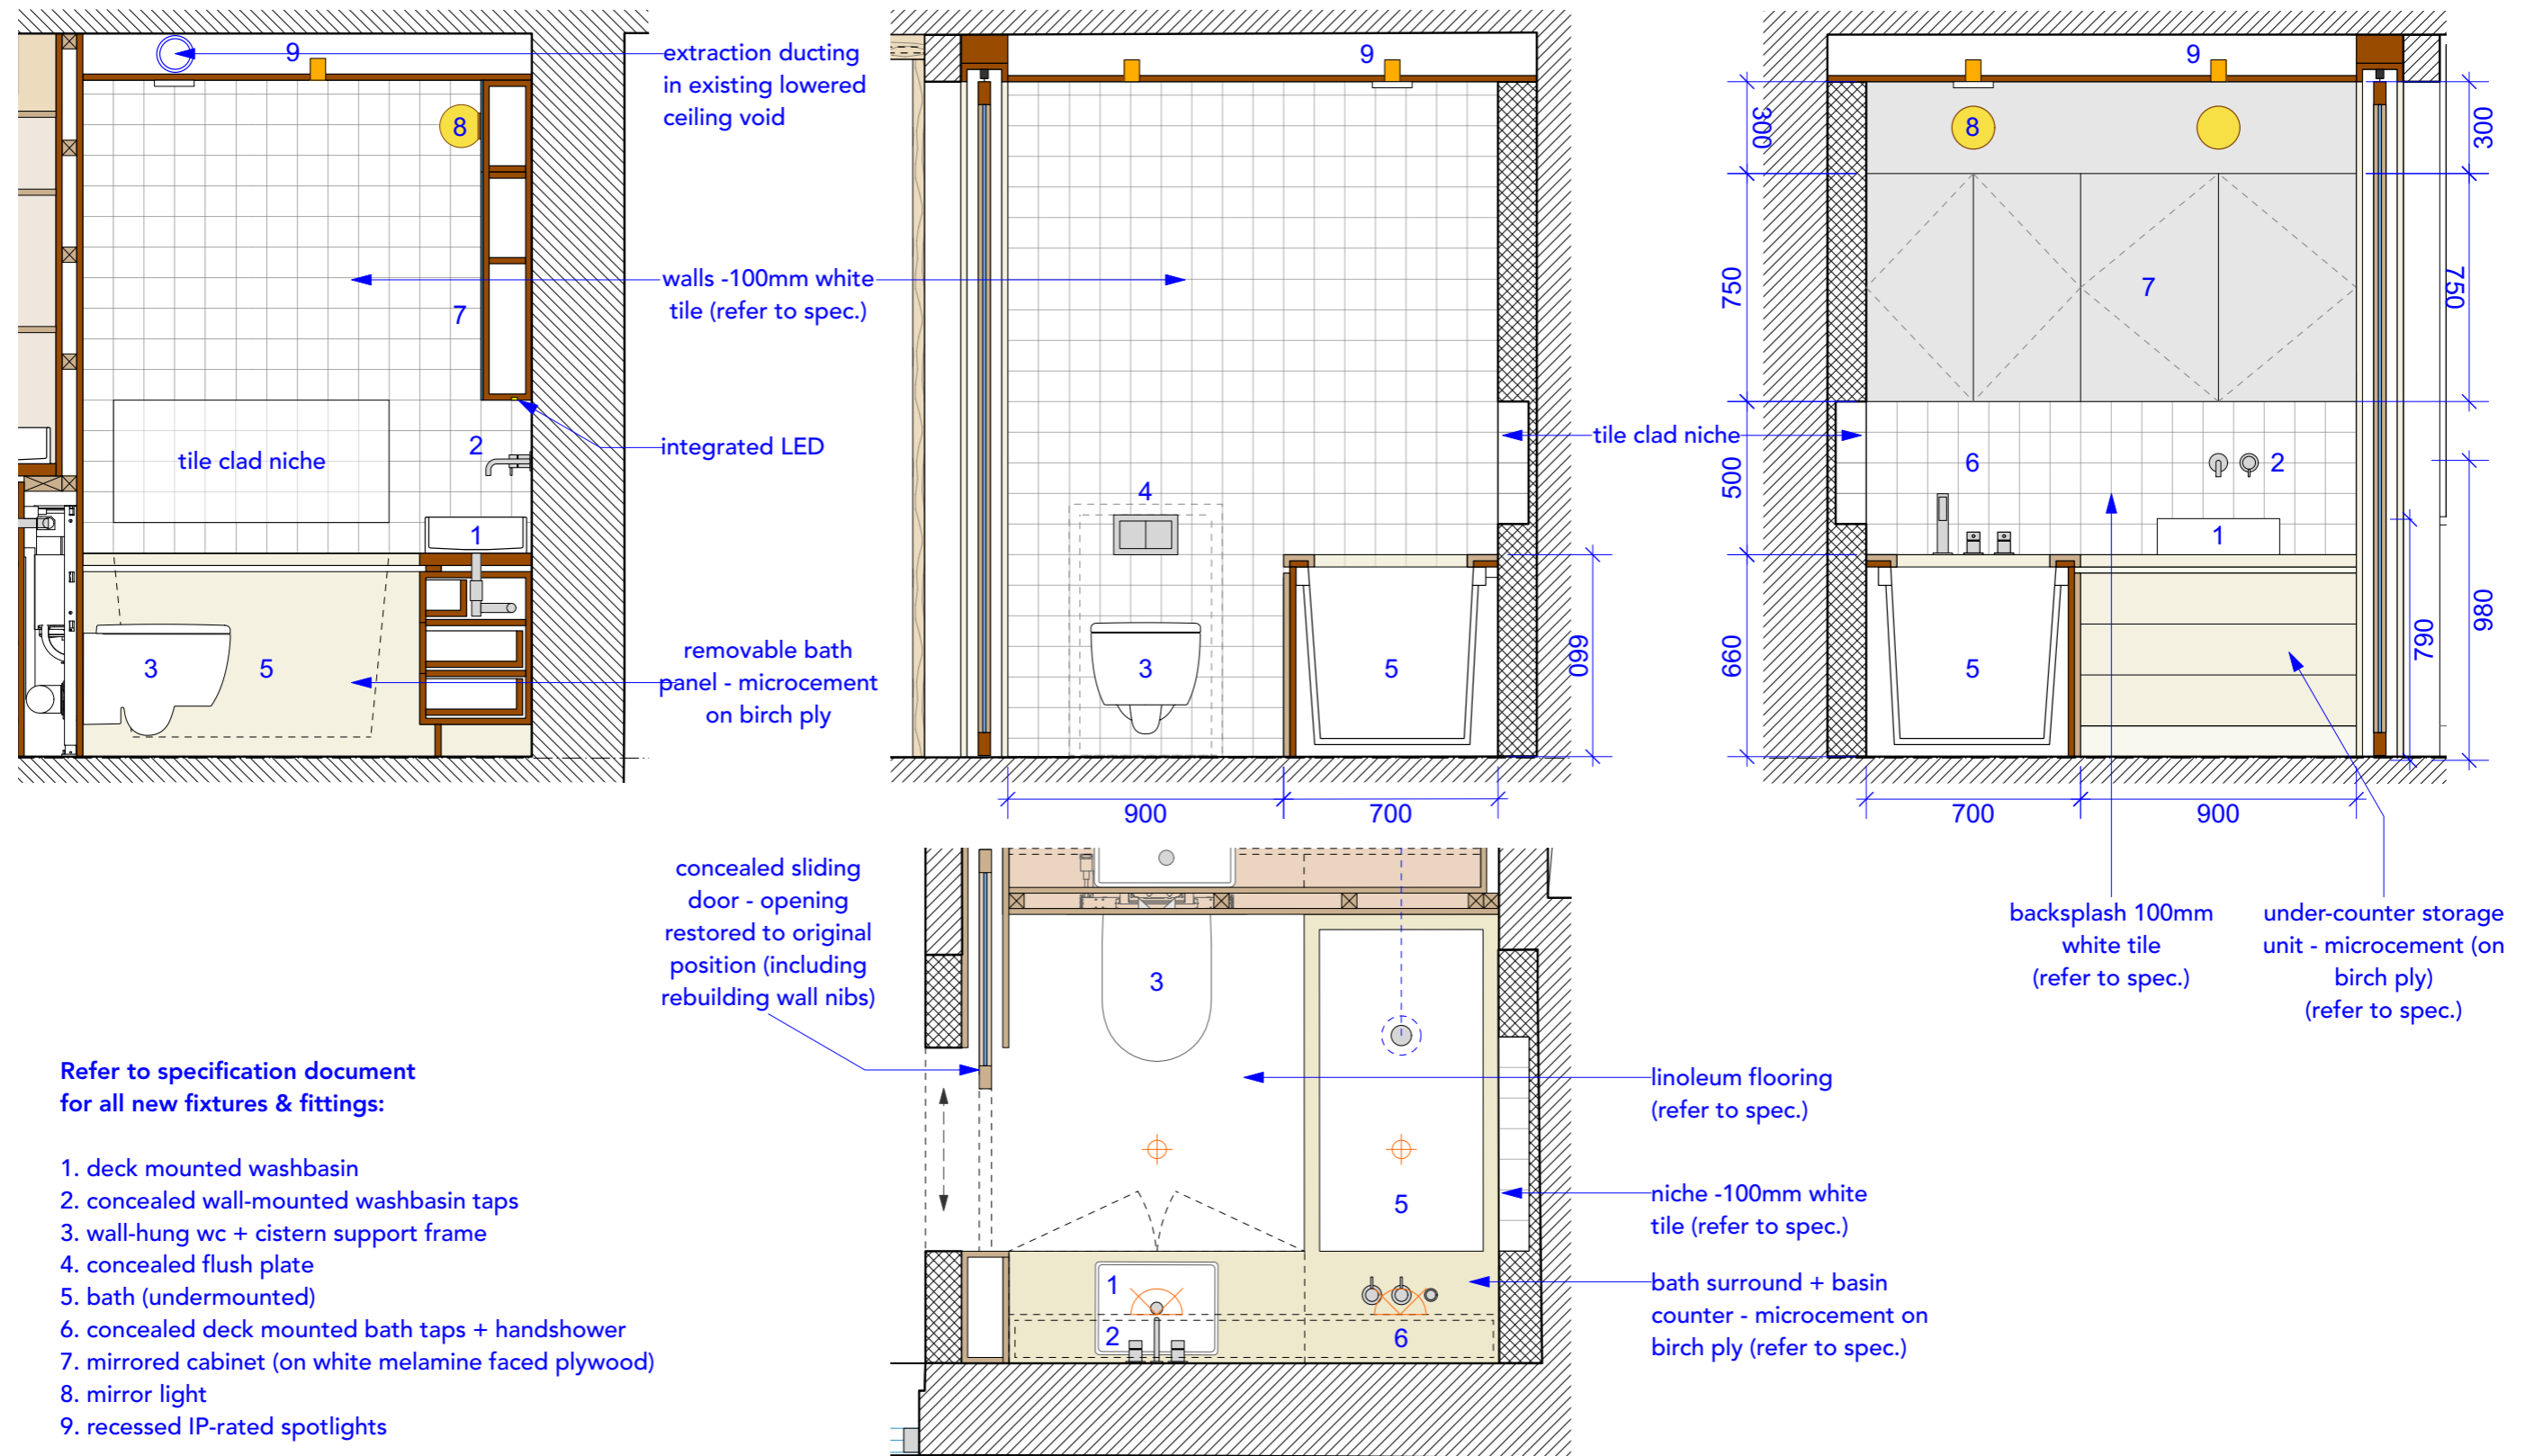 9
8
7
2
1
3
5
tile clad niche
extraction ducting
in existing lowered
ceiling void
walls -100mm white
tile (refer to spec.)
integrated LED
removable bath
panel - microcement
on birch ply
9
4
3
5
660
900
700
tile clad niche
9
8
7
6
2
1
5
300
750
500
660
300
750
980
790
700
900
concealed sliding
door - opening
restored to original
position (including
rebuilding wall nibs)
3
5
1
2
6
linoleum flooring
(refer to spec.)
niche -100mm white
tile (refer to spec.)
bath surround + basin
counter - microcement on
birch ply (refer to spec.)
backsplash 100mm
white tile
(refer to spec.)
under-counter storage
unit - microcement (on
birch ply)
(refer to spec.)
Refer to specification document
for all new fixtures & fittings:
1. deck mounted washbasin
2. concealed wall-mounted washbasin taps
3. wall-hung wc + cistern support frame
4. concealed flush plate
5. bath (undermounted)
6. concealed deck mounted bath taps + handshower
7. mirrored cabinet (on white melamine faced plywood)
8. mirror light
9. recessed IP-rated spotlights